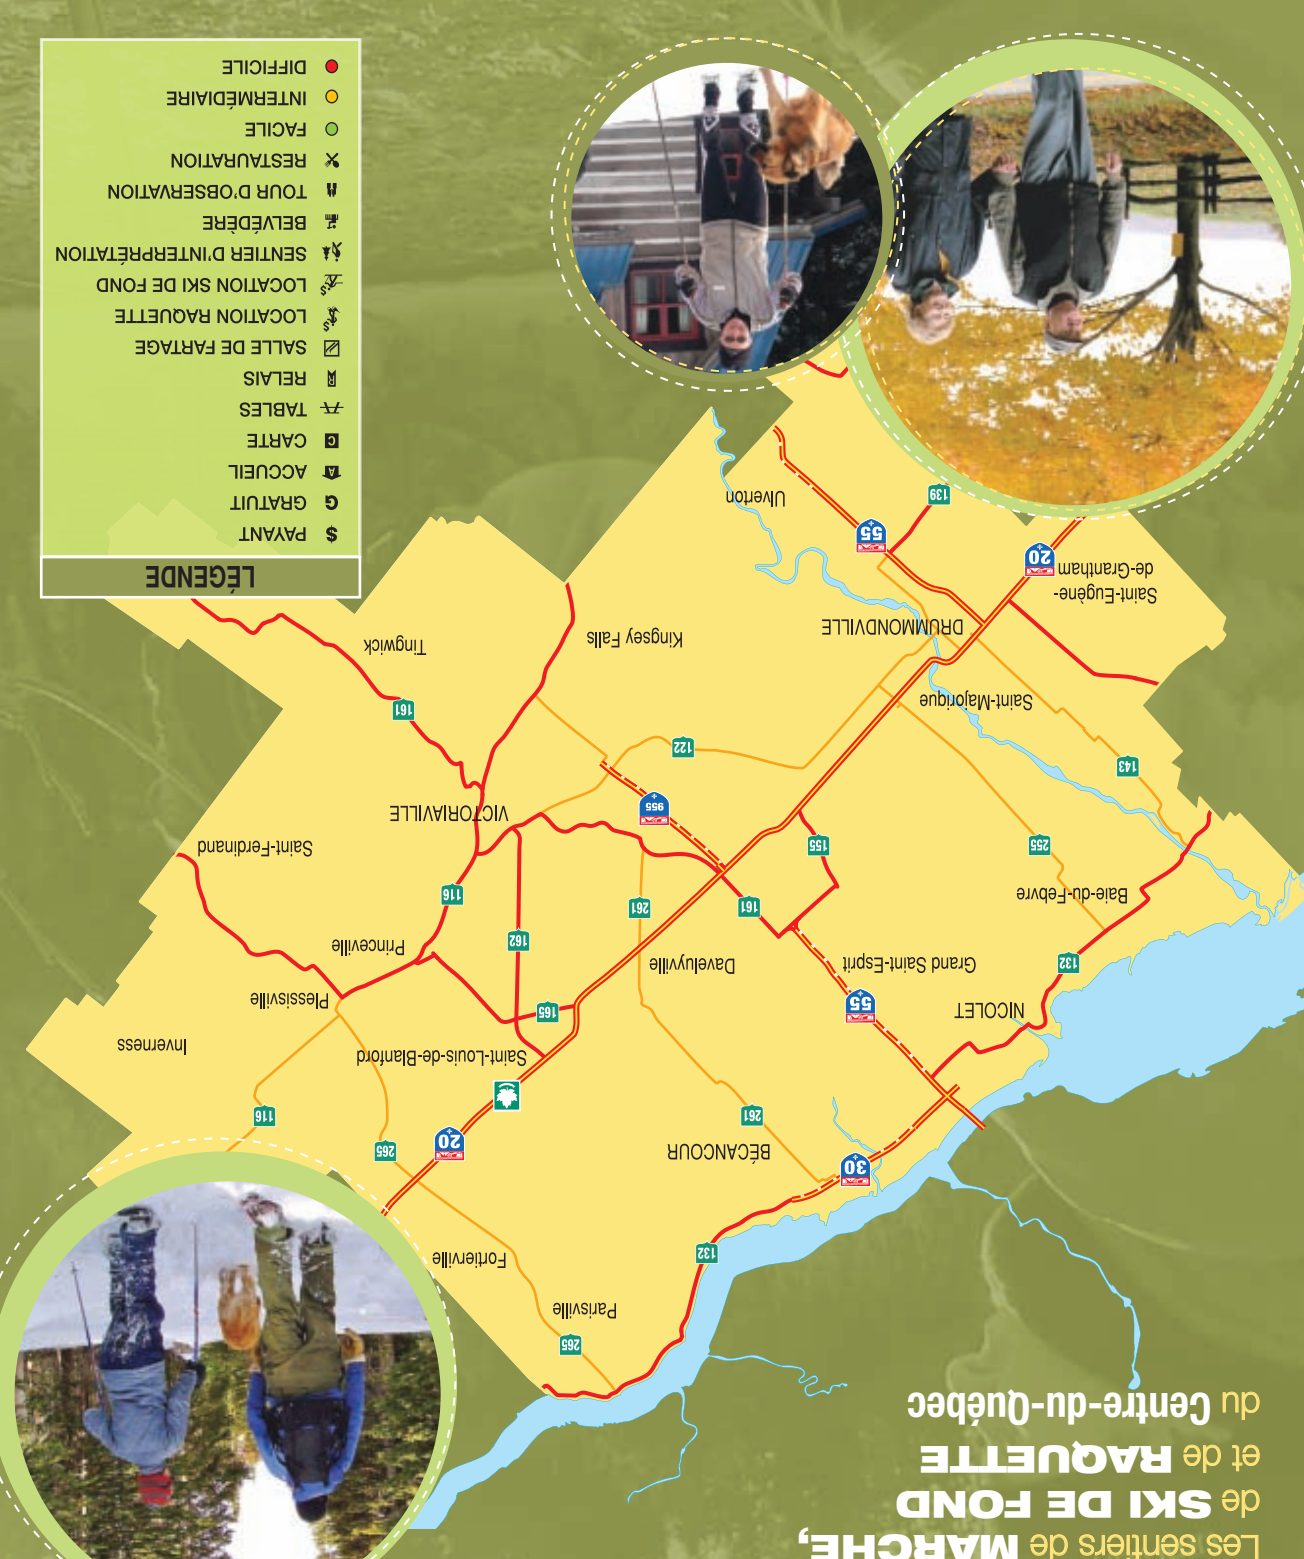 Les sentiers de MARCHE,
de SKI DE FOND
et de RAQUETTE
du Centre-du-Québec
265
Parisville
132
Fortierville
30
BÉCANCOUR
265
20
116
261
Saint-Louis-de-Blanford
Inverness
NICOLET
55
165
Plessisville
132
Grand Saint-Esprit
Daveluyville
162
Princeville
Baie-du-Febvre
161
261
116
255
155
Saint-Ferdinand
VICTORIAVILLE
955
143
122
161
Saint-Majorique
Tingwick
Kingsey Falls
DRUMMONDVILLE
Saint-Eugène-
de-Grantham
20
55
139
Ulverton
LÉGENDE
$ PAYANT
G GRATUIT
A ACCUEIL
C CARTE
TABLES
R RELAIS
SALLE DE FARTAGE
$ LOCATION RAQUETTE
$ LOCATION SKI DE FOND
SENTIER D'INTERPRÉTATION
BELVÉDÈRE
TOUR D'OBSERVATION
RESTAURATION
FACILE
INTERMÉDIAIRE
DIFFICILE